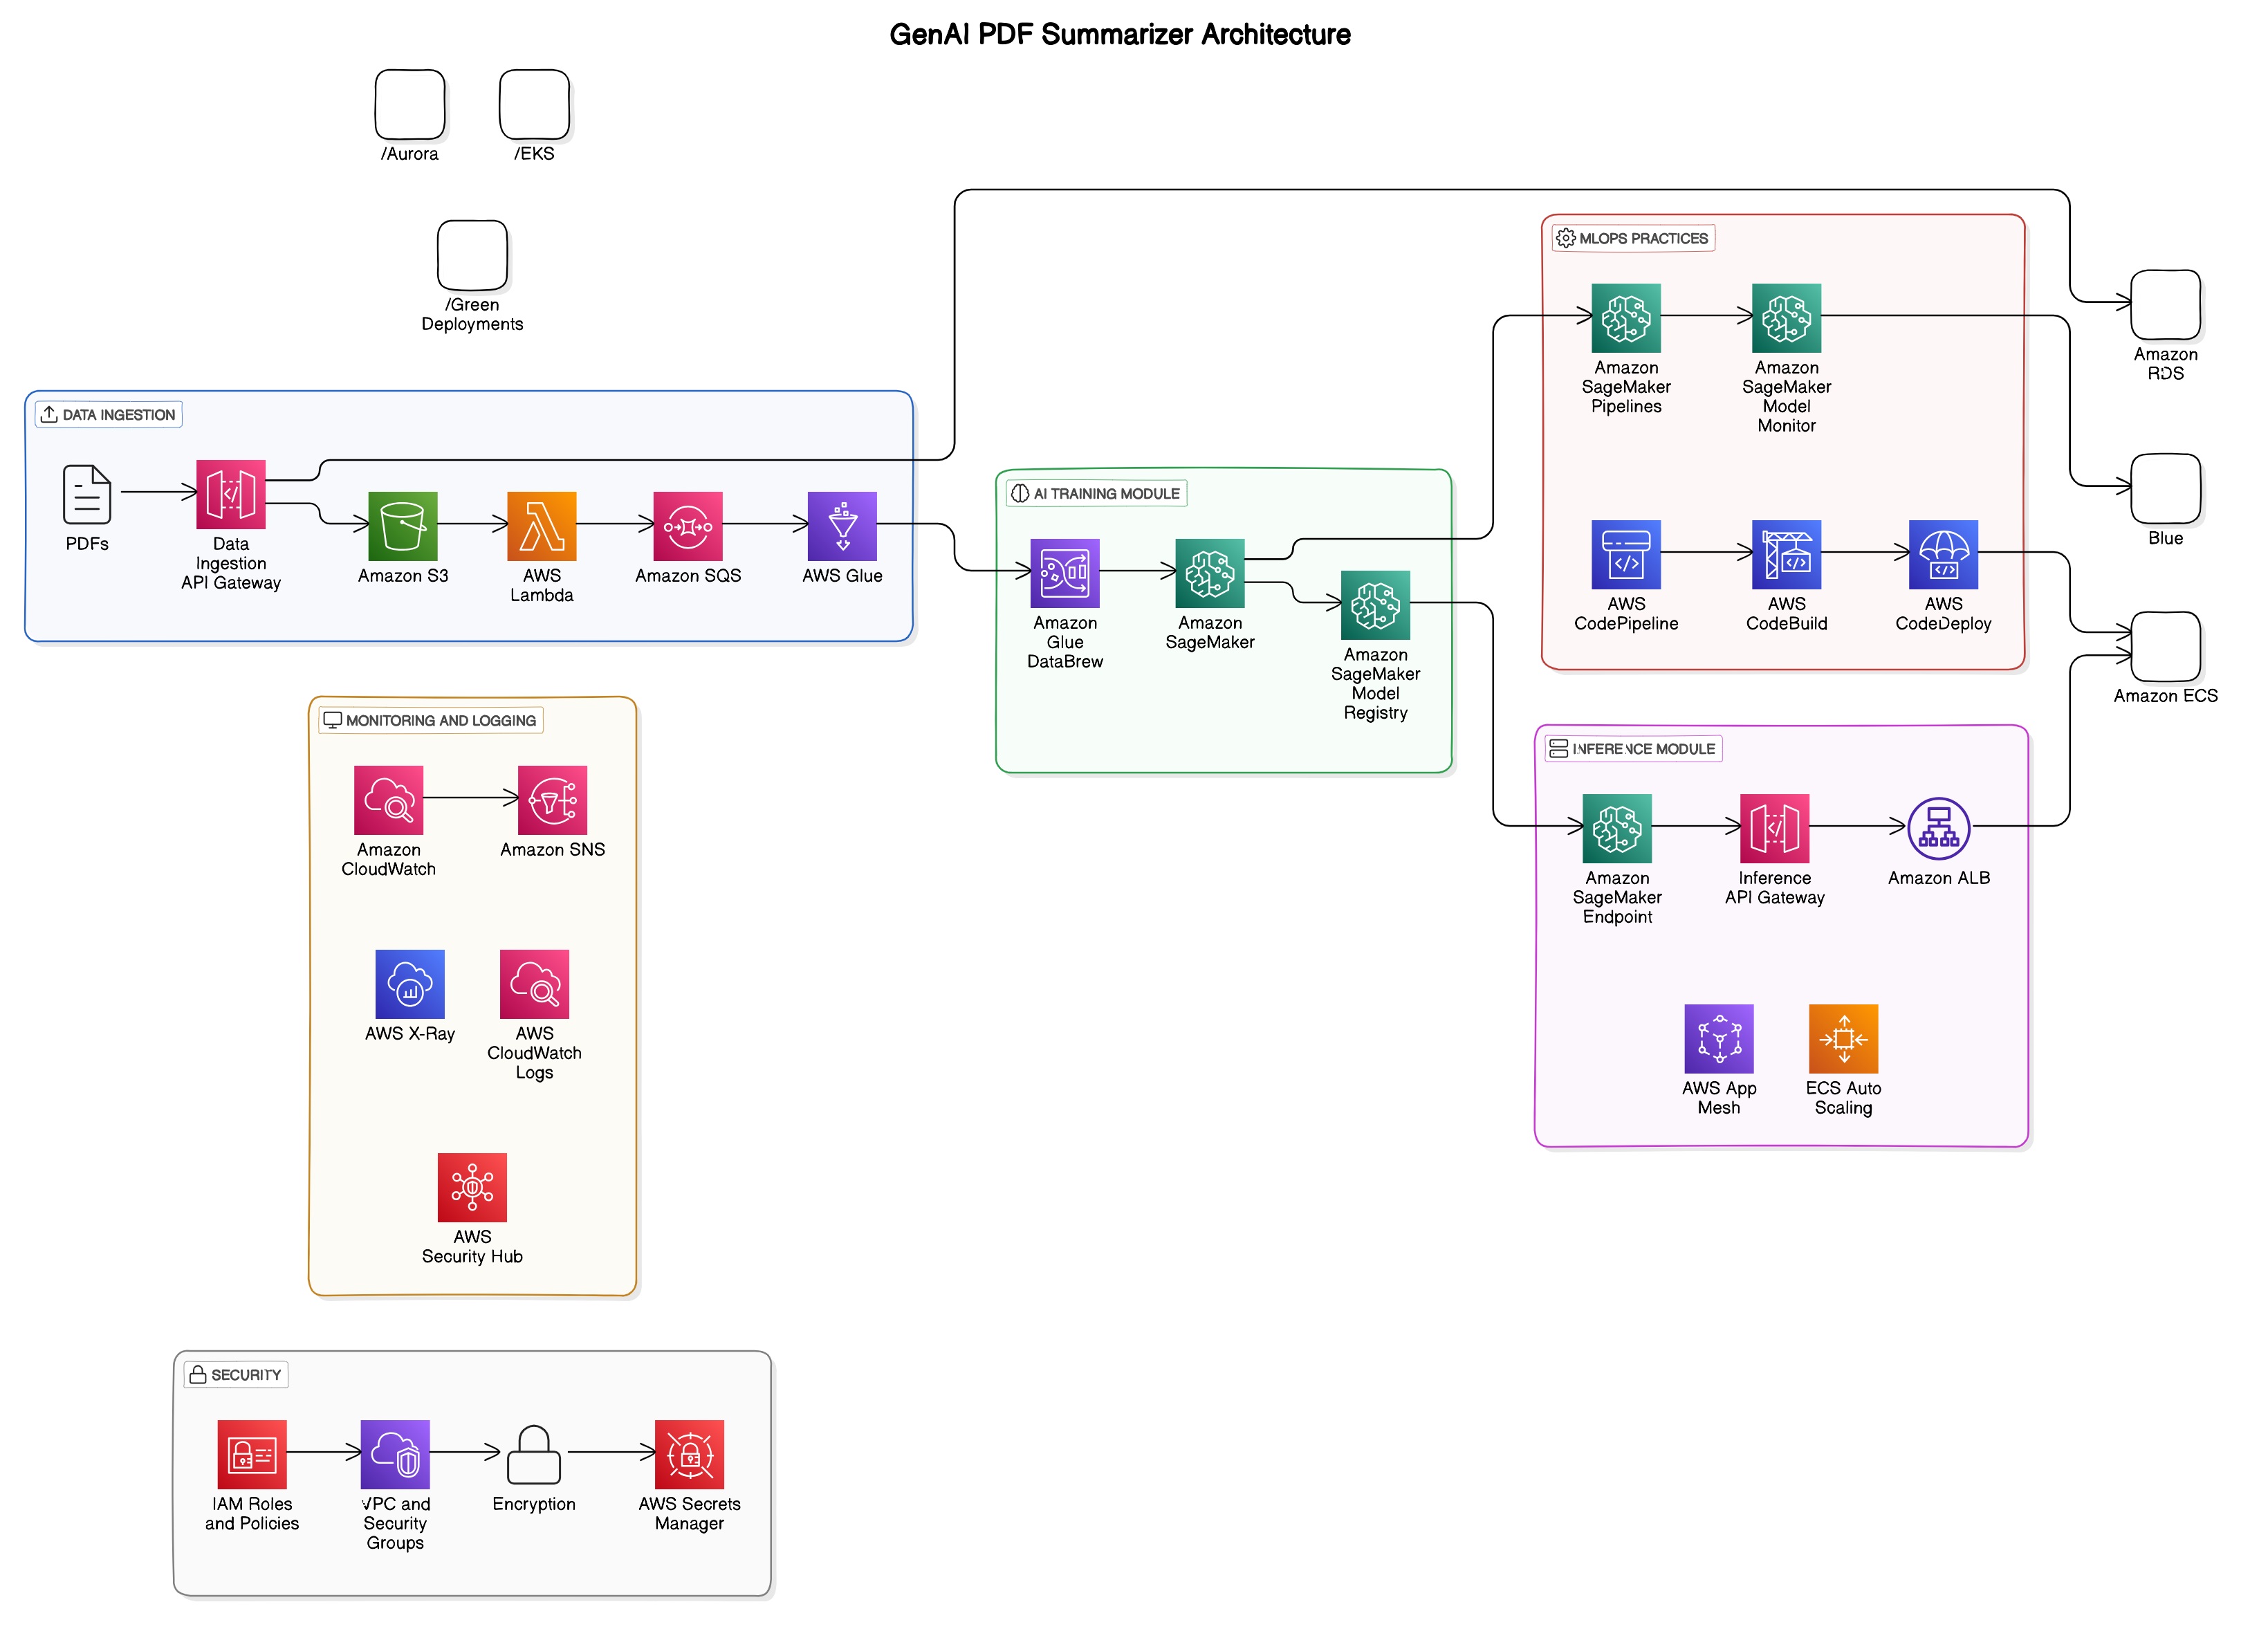 GenAI PDF Summarizer Architecture
/Aurora
/EKS
/Green
Deployments
MLOPS PRACTICES
Amazon
SageMaker
Pipelines
Amazon
SageMaker
Model
Monitor
Amazon
RDS
DATA INGESTION
PDFs
Data
Ingestion
API Gateway
Amazon S3
AWS
Lambda
Amazon SQS
AWS Glue
AI TRAINING MODULE
Amazon
Glue
DataBrew
Amazon
SageMaker
Amazon
SageMaker
Model
Registry
Blue
AWS
CodePipeline
AWS
CodeBuild
AWS
CodeDeploy
Amazon ECS
MONITORING AND LOGGING
Amazon
CloudWatch
Amazon SNS
AWS X-Ray
AWS
CloudWatch
Logs
AWS
Security Hub
INFERENCE MODULE
Amazon
SageMaker
Endpoint
Inference
API Gateway
Amazon ALB
AWS App
Mesh
ECS Auto
Scaling
SECURITY
IAM Roles
and Policies
VPC and
Security
Groups
Encryption
AWS Secrets
Manager